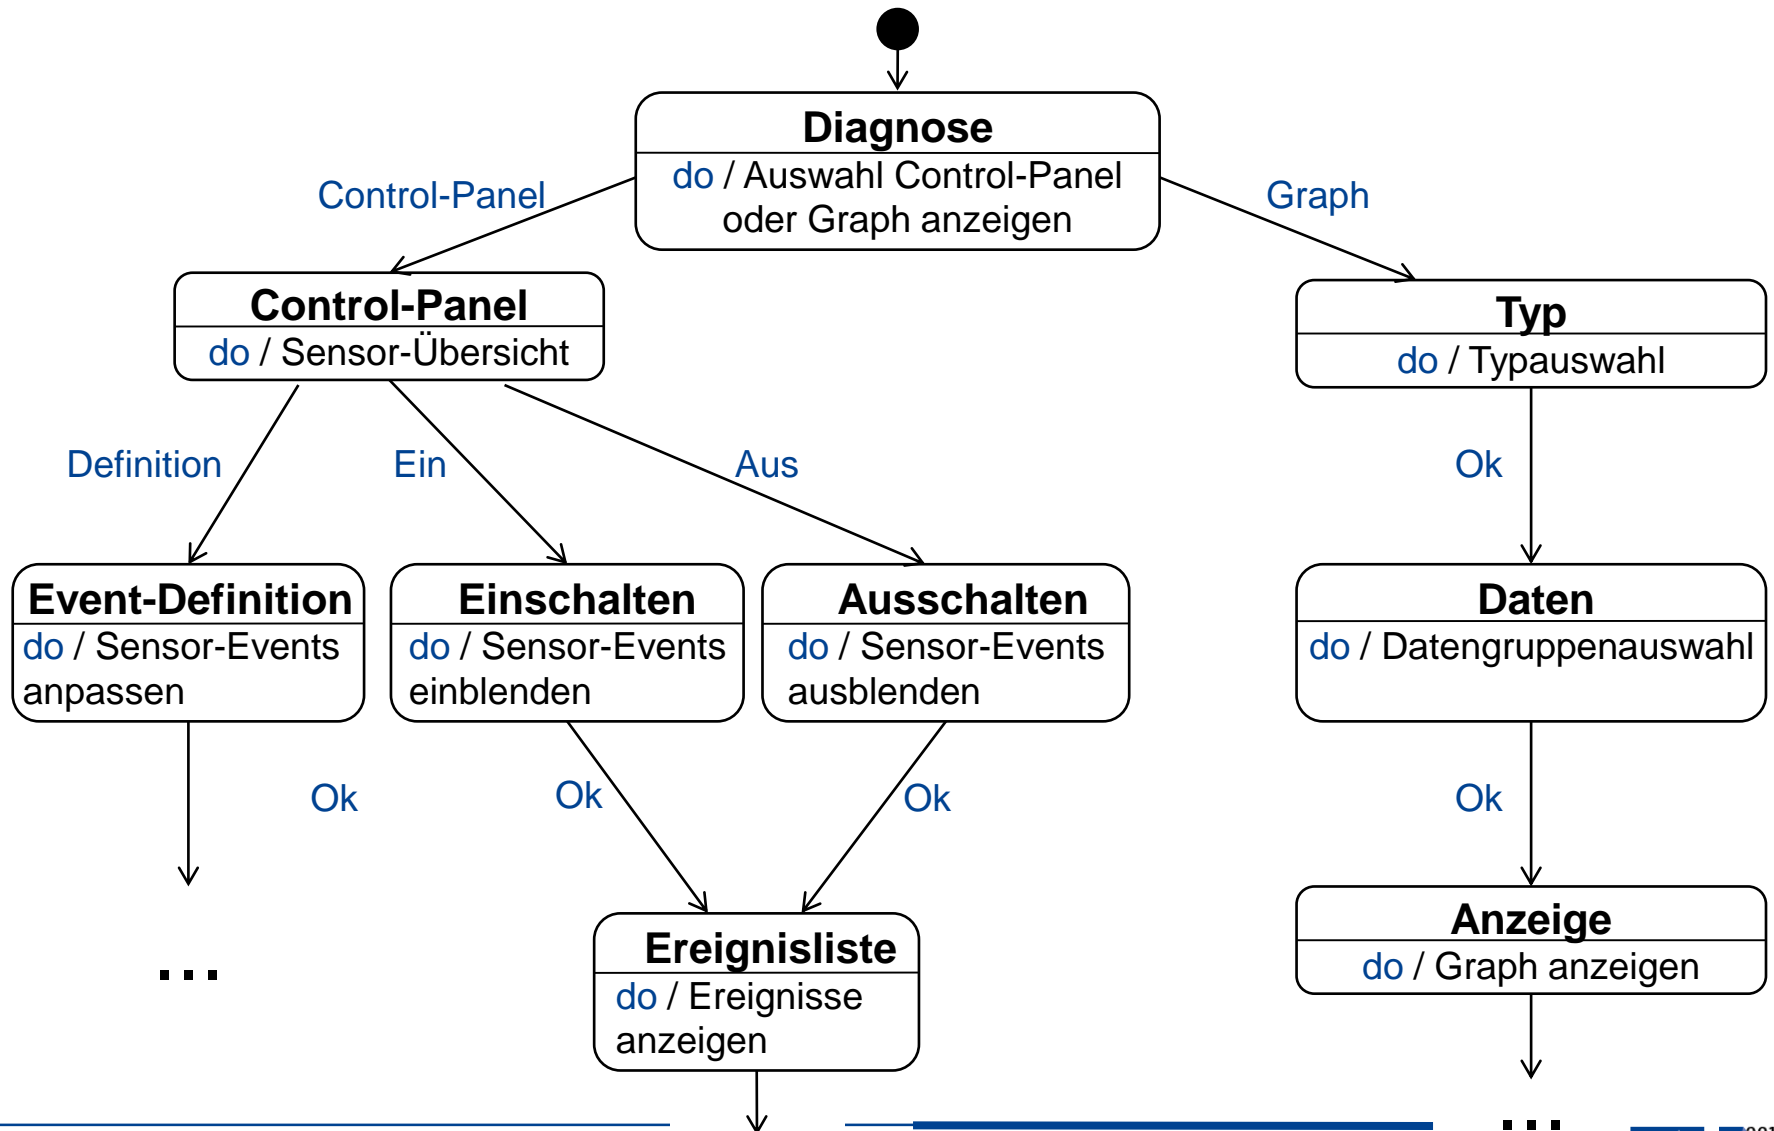 Diagnose
do / Auswahl Control-Panel
oder Graph anzeigen
Control-Panel
Graph
Control-Panel
do / Sensor-Übersicht
Typ
do / Typauswahl
Definition
Ein
Aus
Ok
Event-Definition
do / Sensor-Events
anpassen
Einschalten
do / Sensor-Events
einblenden
Ausschalten
do / Sensor-Events
ausblenden
Daten
do / Datengruppenauswahl
Ok
Ok
Ok
Ok
...
Ereignisliste
do / Ereignisse
anzeigen
Anzeige
do / Graph anzeigen
...